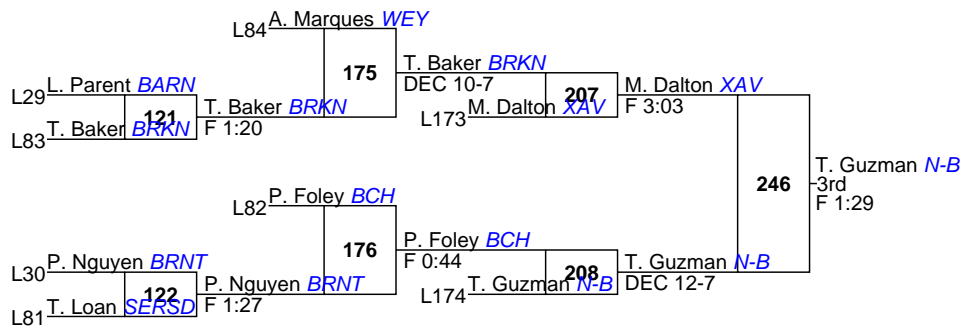 A. Marques WEY
L84
175
T. Baker BRKN
DEC 10-7
L. Parent BARN
L29
121
T. Baker BRKN
F 1:20
T. Baker BRKN
L83
207
M. Dalton XAV
L173
M. Dalton XAV
F 3:03
246
T. Guzman N-B
3rd
F 1:29
P. Foley BCH
L82
176
P. Foley BCH
F 0:44
P. Nguyen BRNT
L30
122
P. Nguyen BRNT
F 1:27
T. Loan SERSD
L81
208
T. Guzman N-B
L174
T. Guzman N-B
DEC 12-7